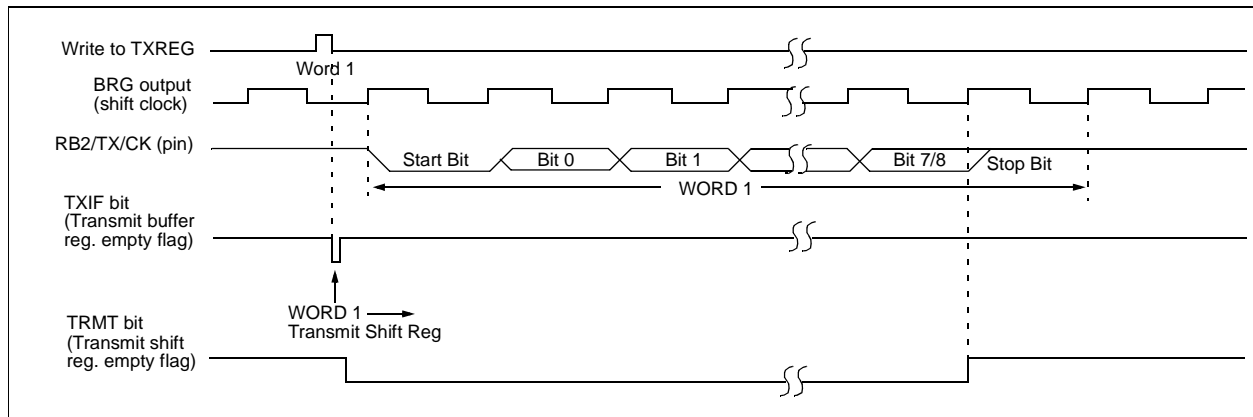 Write to TXREG
Word 1
BRG output
(shift clock)
RB2/TX/CK (pin)
Start Bit
Bit 0
Bit 1
Bit 7/8
Stop Bit
WORD 1
TXIF bit
(Transmit buffer
reg. empty flag)
WORD 1
Transmit Shift Reg
TRMT bit
(Transmit shift
reg. empty flag)